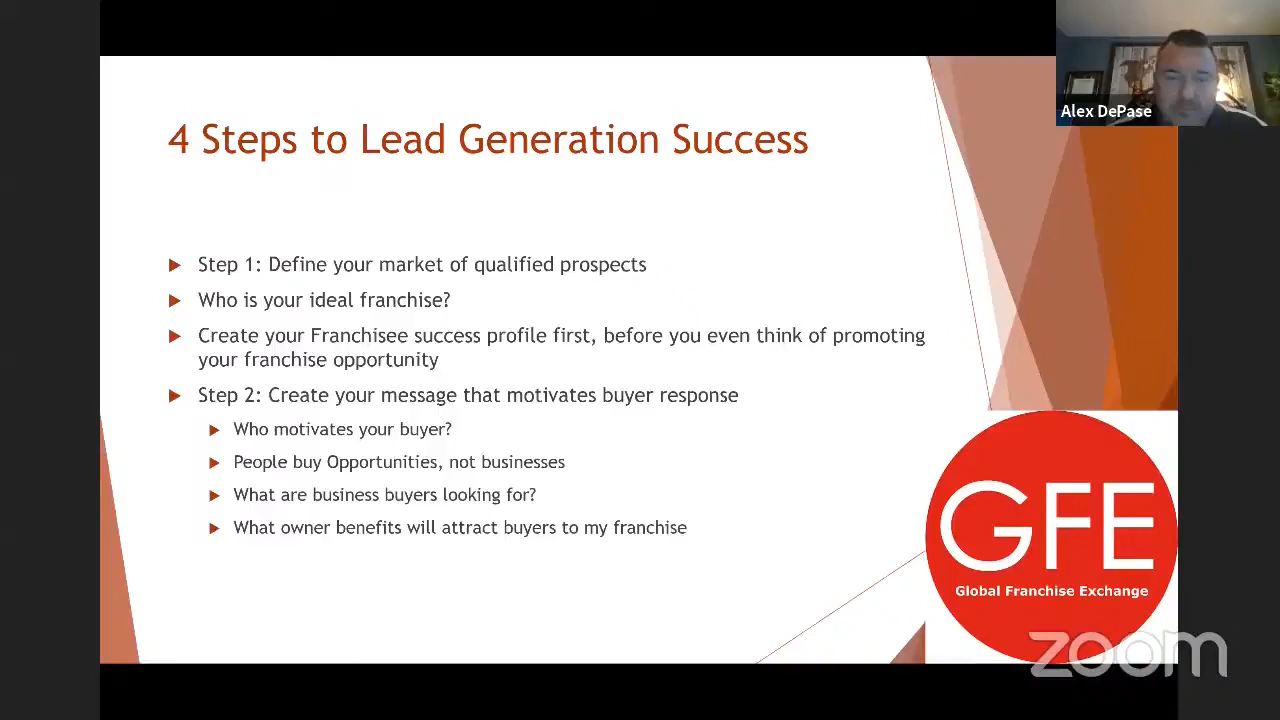 Alex DePase
4 Steps to Lead Generation Success
Step 1: Define your market of qualified prospects
Who is your ideal franchise?
Create your Franchisee success profile first, before you even think of promoting
your franchise opportunity
Step 2: Create your message that motivates buyer response
Who motivates your buyer?
People buy Opportunities, not businesses
What are business buyers looking for?
What owner benefits will attract buyers to my franchise
GFE
Global Franchise Exchange
zoom